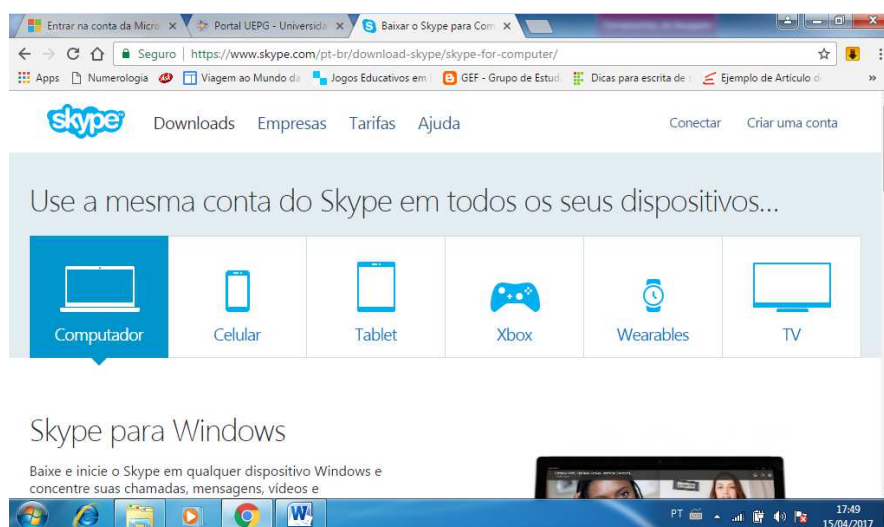 Entrar na conta da Micro Portal UEPG - Universida Baixar o Skype para Com
Seguro https://www.skype.com/pt-br/download-skype/skype-for-computer/
Apps Numerologia Viagem ao Mundo da Jogos Educativos em GEF - Grupo de Estud Dicas para escrita de Ejemplo de Artículo d »
skype Downloads Empresas Tarifas Ajuda Conectar Criar uma conta
Use a mesma conta do Skype em todos os seus dispositivos...
Computador Celular Tablet Xbox Wearables TV
Skype para Windows
Baixe e inicie o Skype em qualquer dispositivo Windows e
concentre suas chamadas, mensagens, vídeos e
PT 17:49
15/04/2017